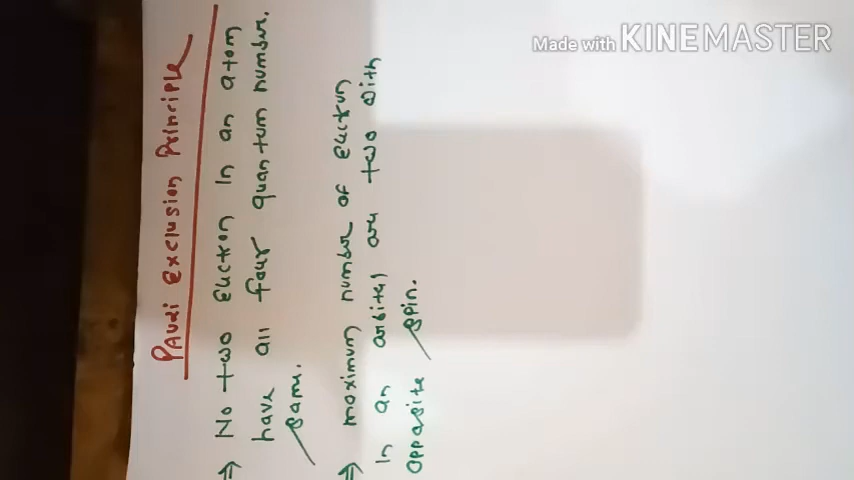 Made with KINEMASTER
PAULI Exclusion Principle
⇒ No two Electron In an atom
have all four quantum number.
same.
⇒ maximum number of Electron
In an orbital are two with
opposite spin.